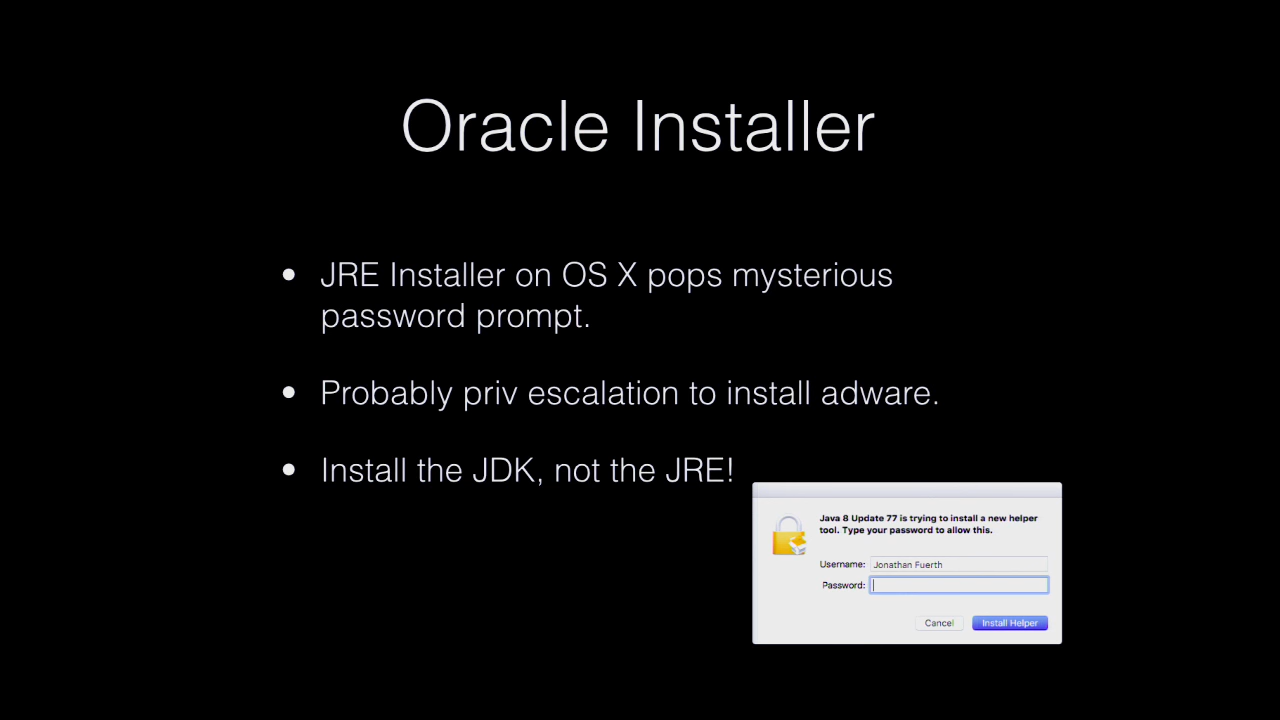 Oracle Installer
• JRE Installer on OS X pops mysterious
password prompt.
• Probably priv escalation to install adware.
• Install the JDK, not the JRE!
Java 8 Update 77 is trying to install a new helper
tool. Type your password to allow this.
Username: Jonathan Fuerth
Password:
Cancel Install Helper